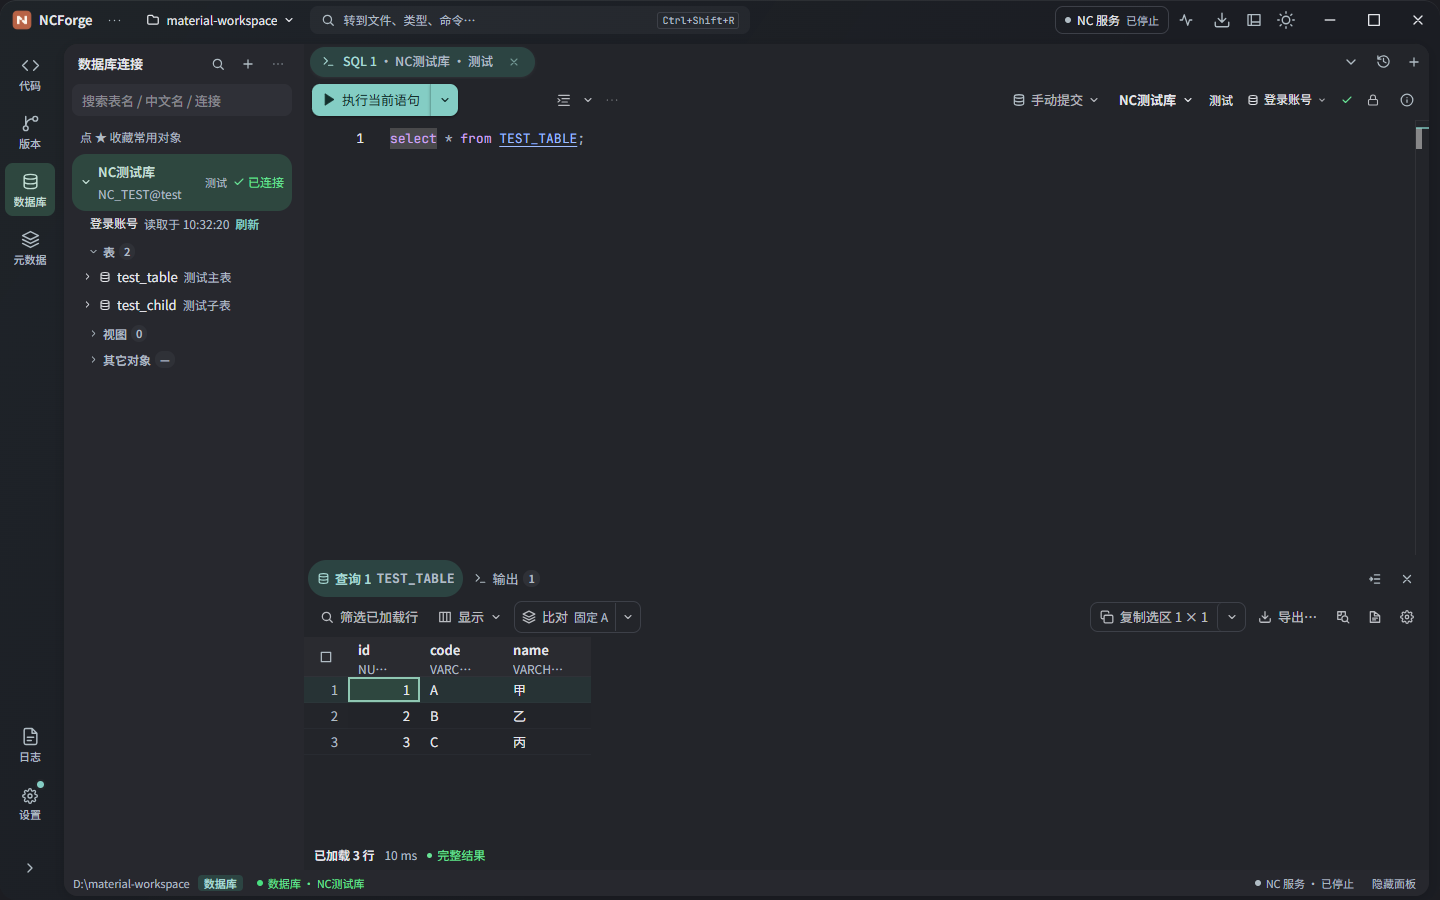 NCForge ··· material-workspace 转到文件、类型、命令··· Ctrl+Shift+R NC 服务 已停止
代码
版本
数据库
元数据
日志
设置
数据库连接 ···
搜索表名 / 中文名 / 连接
点 ★ 收藏常用对象
NC测试库
NC_TEST@test
测试 已连接
登录账号 读取于 10:32:20 刷新
表 2
test_table 测试主表
test_child 测试子表
视图 0
其它对象 —
SQL 1 • NC测试库 • 测试
执行当前语句 ··· 手动提交 NC测试库 测试 登录账号
1 select * from TEST_TABLE;
查询 1 TEST_TABLE 输出 1
筛选已加载行 显示 比对 固定 A 复制选区 1 × 1 导出···
id code name
NU··· VARC··· VARCH···
1 1 A 甲
2 2 B 乙
3 3 C 丙
已加载 3 行 10 ms • 完整结果
D:\material-workspace 数据库 • 数据库 • NC测试库 • NC 服务 • 已停止 隐藏面板